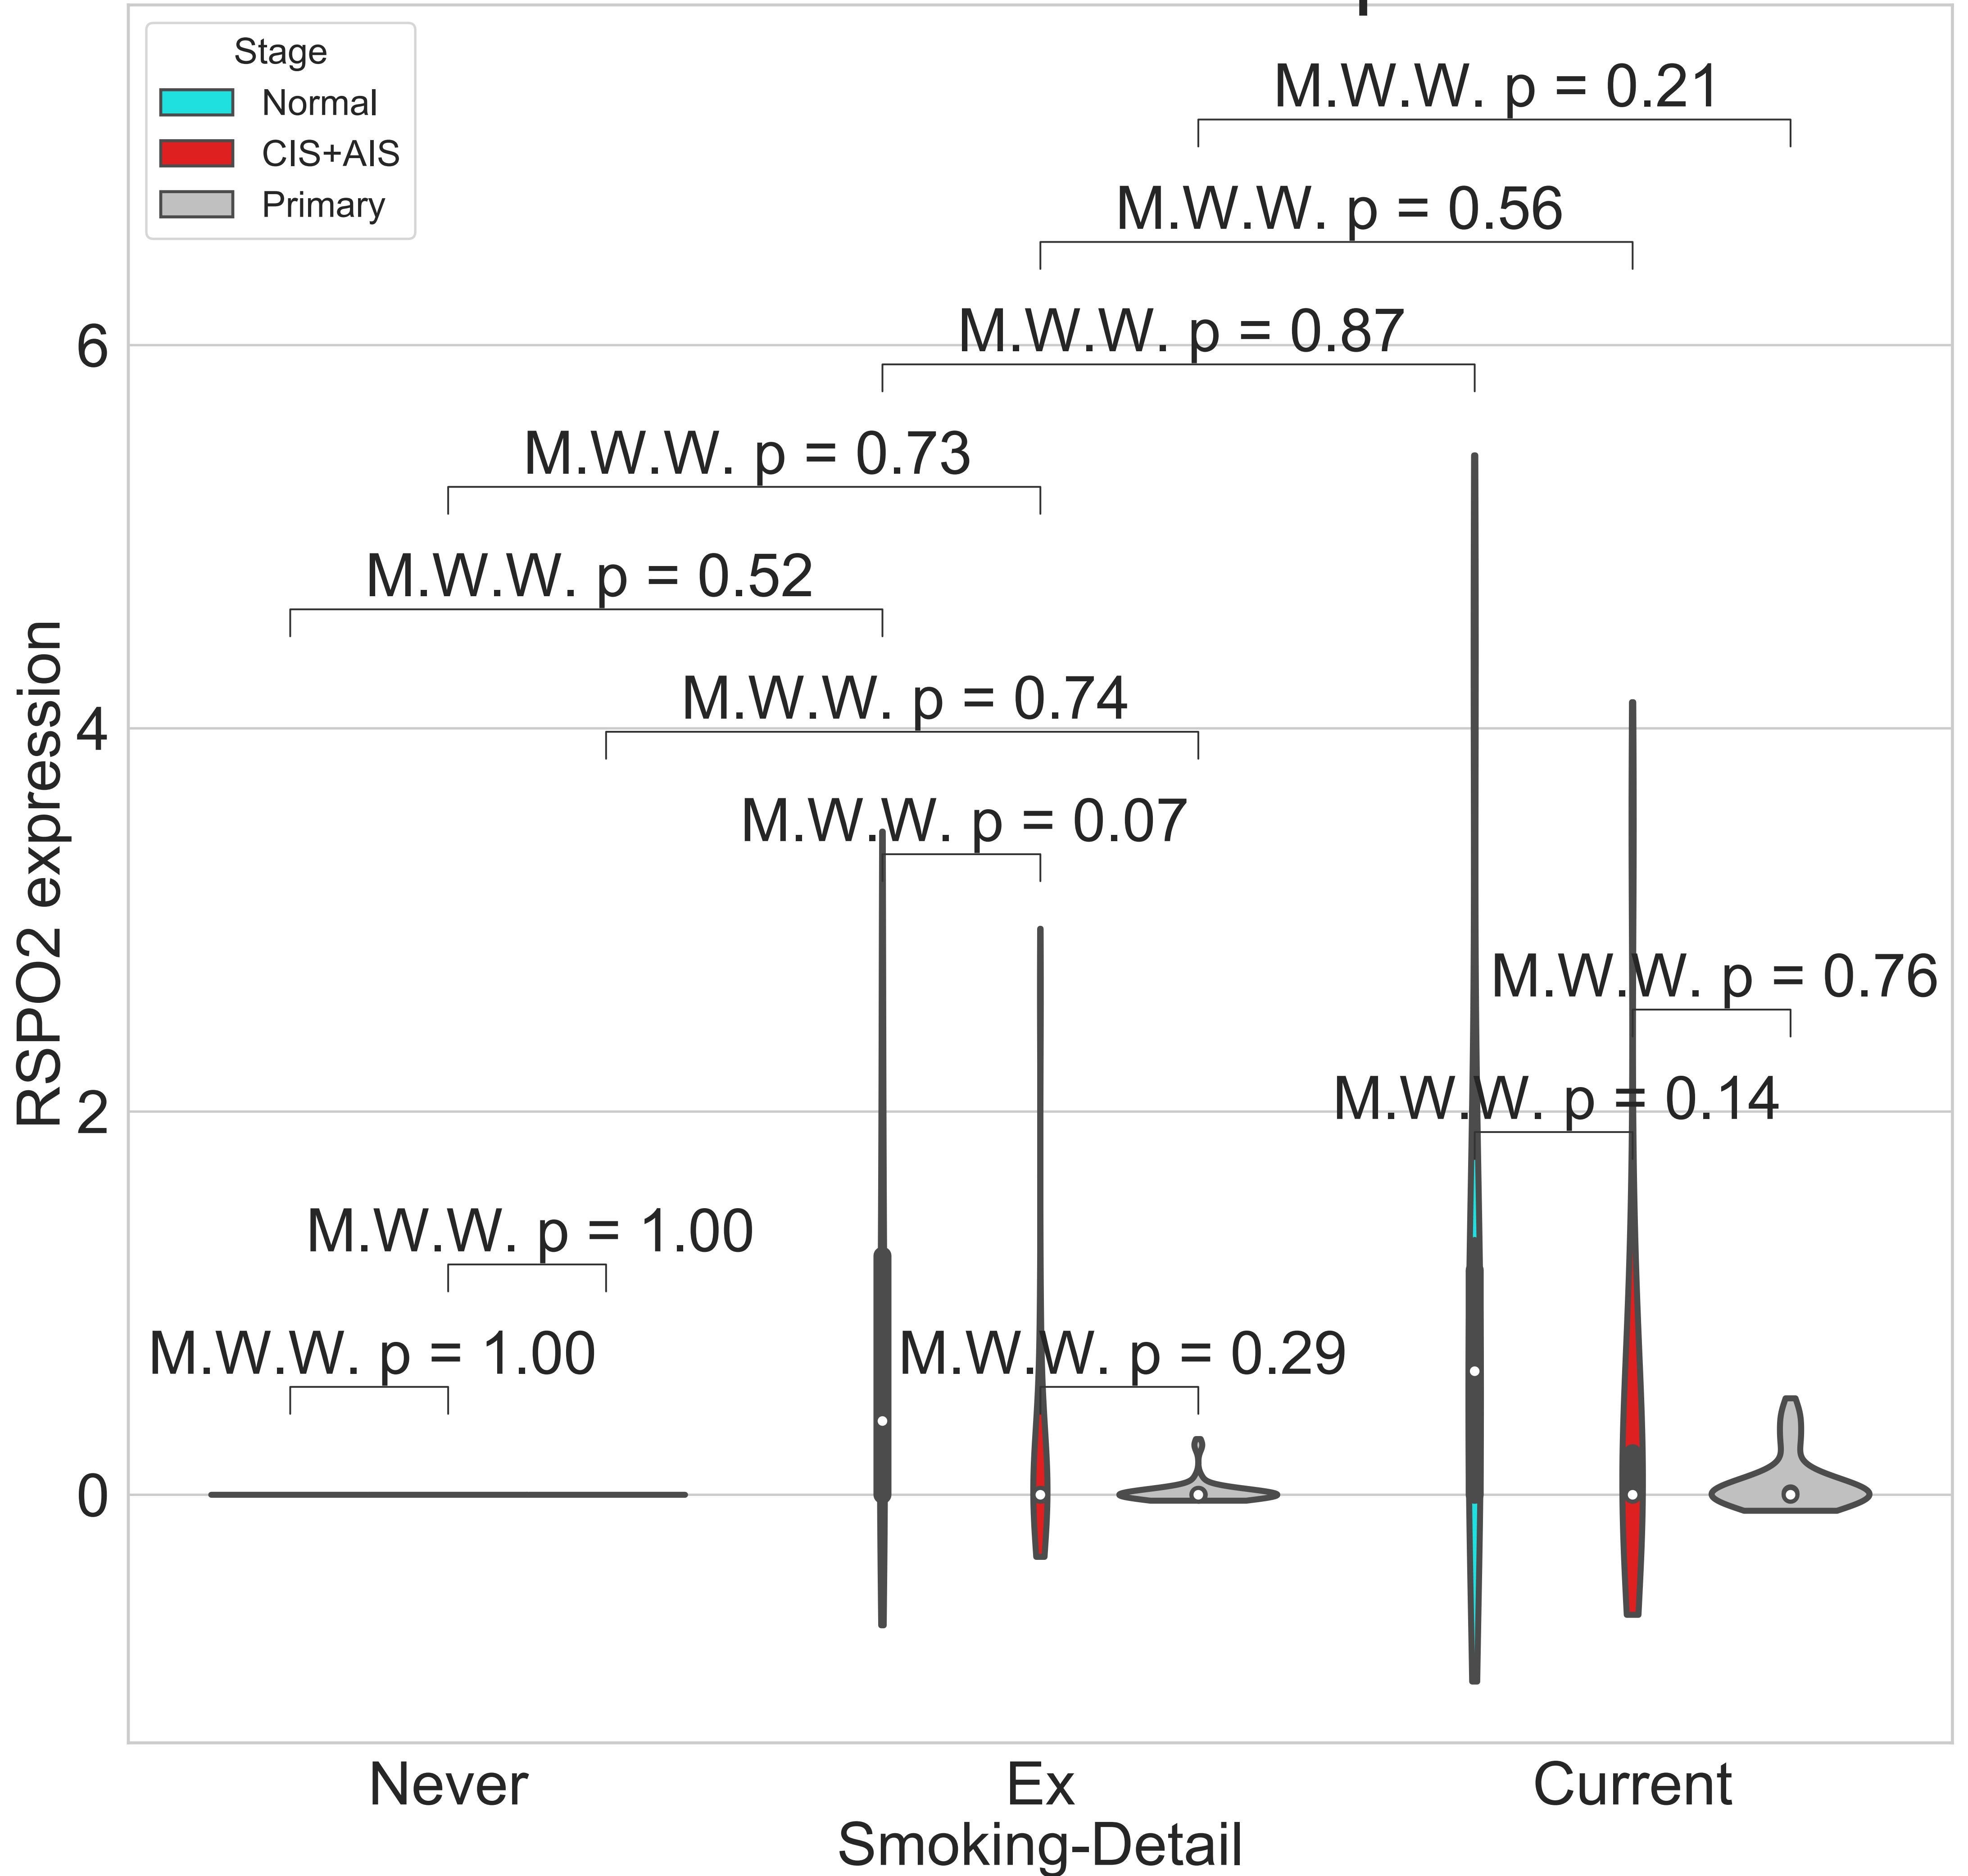 Stage
Normal
CIS+AIS
Primary
M.W.W. p = 0.21
M.W.W. p = 0.56
M.W.W. p = 0.87
M.W.W. p = 0.73
M.W.W. p = 0.52
M.W.W. p = 0.74
M.W.W. p = 0.07
M.W.W. p = 0.76
M.W.W. p = 0.14
M.W.W. p = 1.00
M.W.W. p = 1.00
M.W.W. p = 0.29
6
4
2
0
RSPO2 expression
Never
Ex
Current
Smoking-Detail